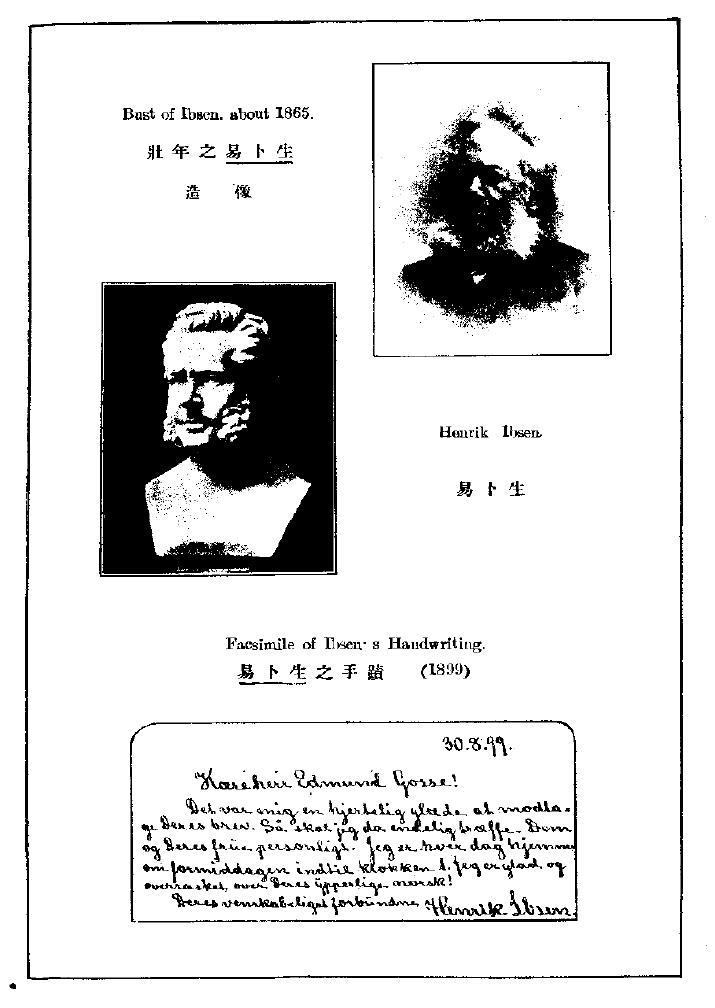 Bust of Ibsen. about 1865.
壯年之易卜生
造像
Henrik Ibsen.
易卜生
Facsimile of Ibsen's Handwriting.
易卜生之手蹟 (1899)
30.8.99.
Kære herr Edmund Gosse!
Det var mig en hjertelig glæde at modta-
ge Deres brev. Så skal jeg da endelig træffe Dem
og Deres frue personligt. Jeg er hver dag hjemme
om formiddagen indtil klokken 1. Jeg er glad og
overrasket over Deres ypperlige norsk!
Deres venskabeligst forbundne
Henrik Ibsen.